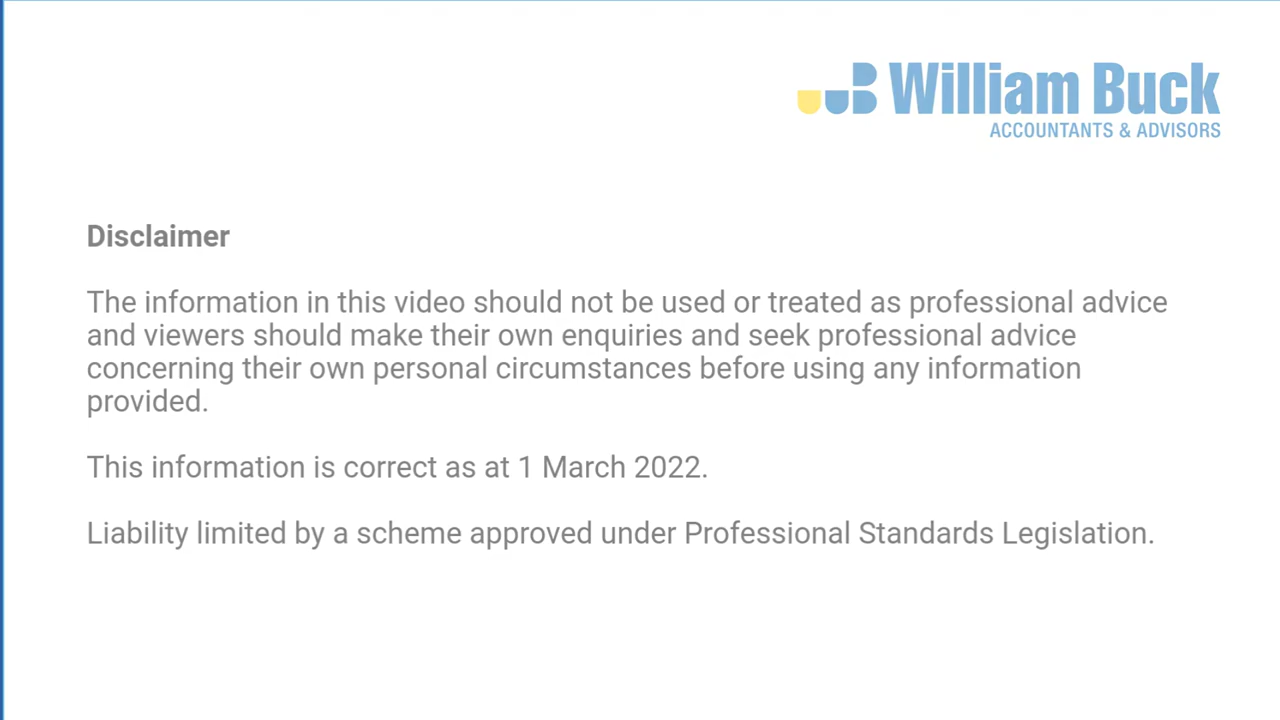 William Buck
ACCOUNTANTS & ADVISORS
Disclaimer
The information in this video should not be used or treated as professional advice
and viewers should make their own enquiries and seek professional advice
concerning their own personal circumstances before using any information
provided.
This information is correct as at 1 March 2022.
Liability limited by a scheme approved under Professional Standards Legislation.